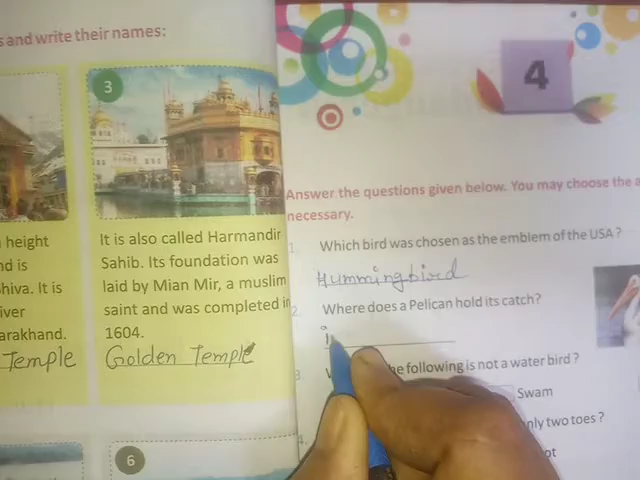 s and write their names:
3
height
nd is
hiva. It is
iver
arakhand.
Temple
It is also called Harmandir
Sahib. Its foundation was
laid by Mian Mir, a muslim
saint and was completed in
1604.
Golden Temple
6
4
Answer the questions given below. You may choose the a
necessary.
1. Which bird was chosen as the emblem of the USA?
Hummingbird
2. Where does a Pelican hold its catch?
i
3. he following is not a water bird?
Swam
4. nly two toes?
ot